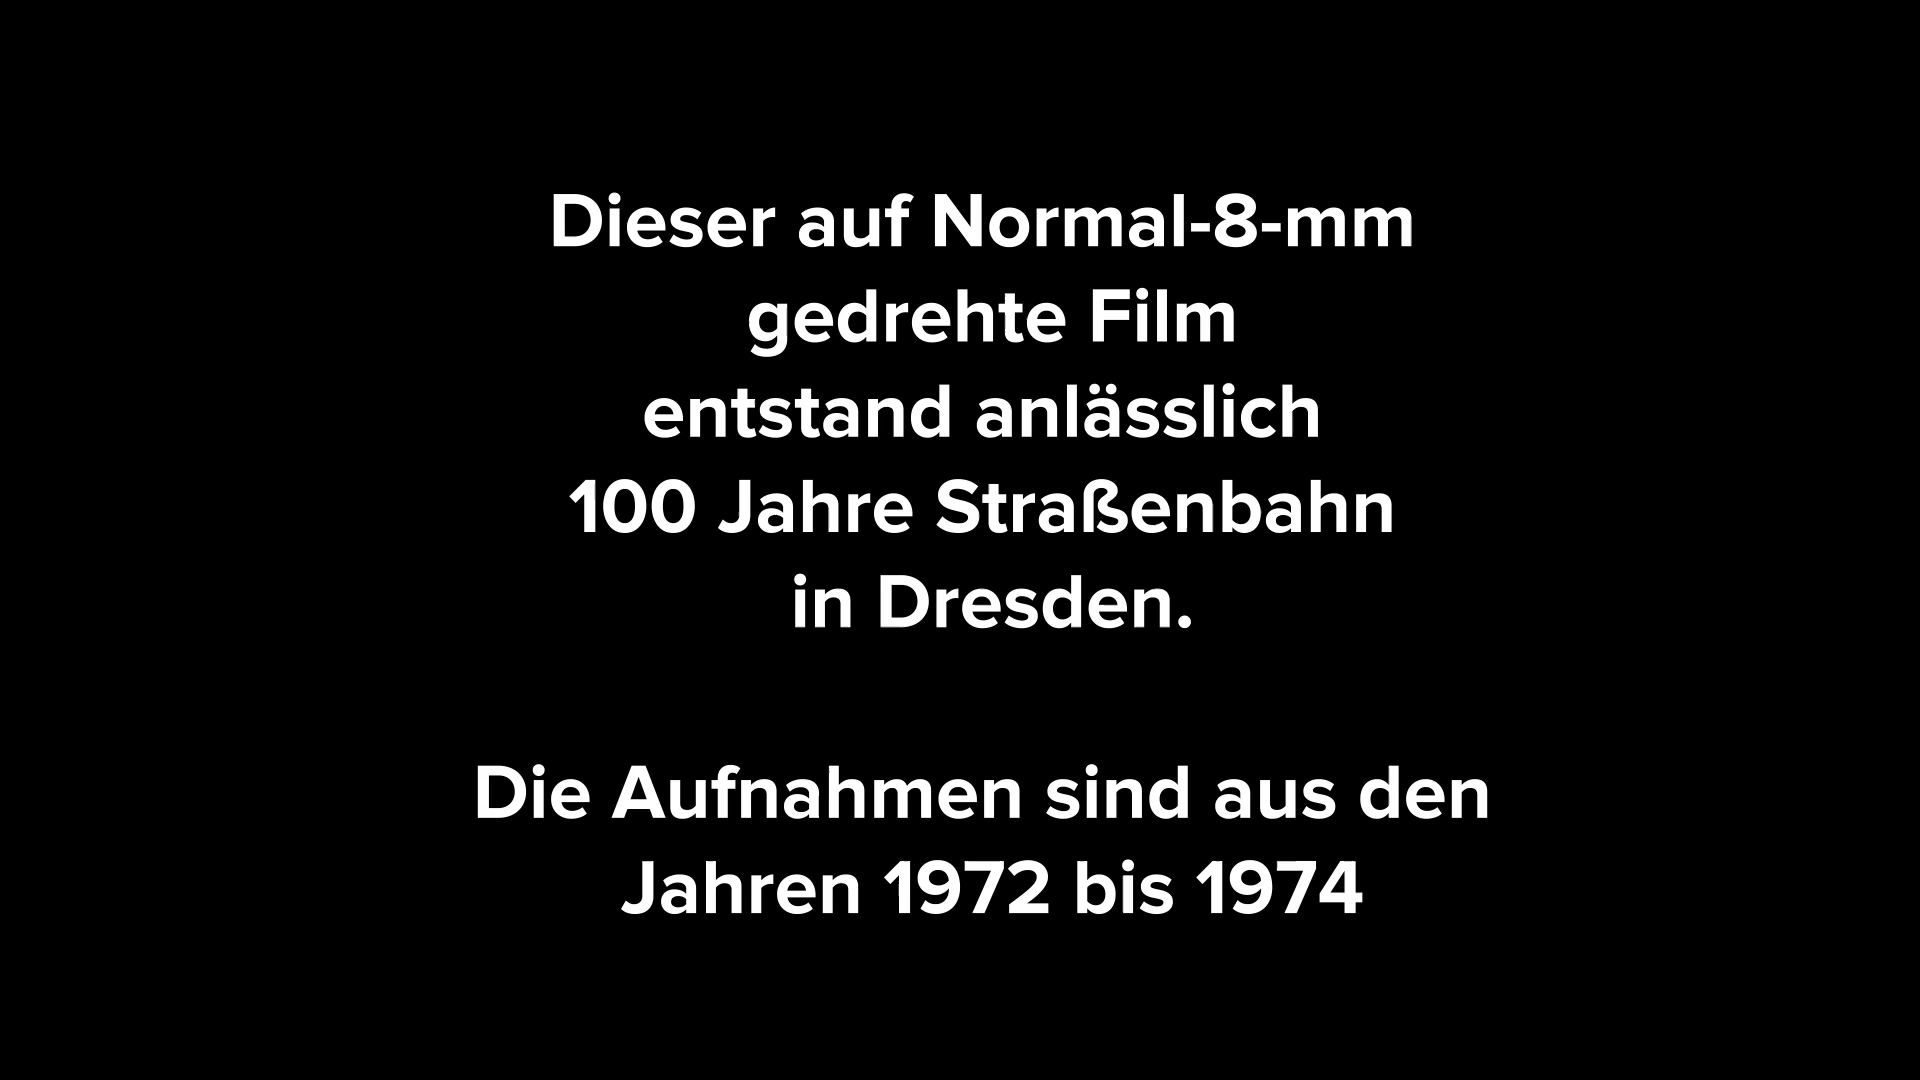 Dieser auf Normal-8-mm
gedrehte Film
entstand anlässlich
100 Jahre Straßenbahn
in Dresden.
Die Aufnahmen sind aus den
Jahren 1972 bis 1974